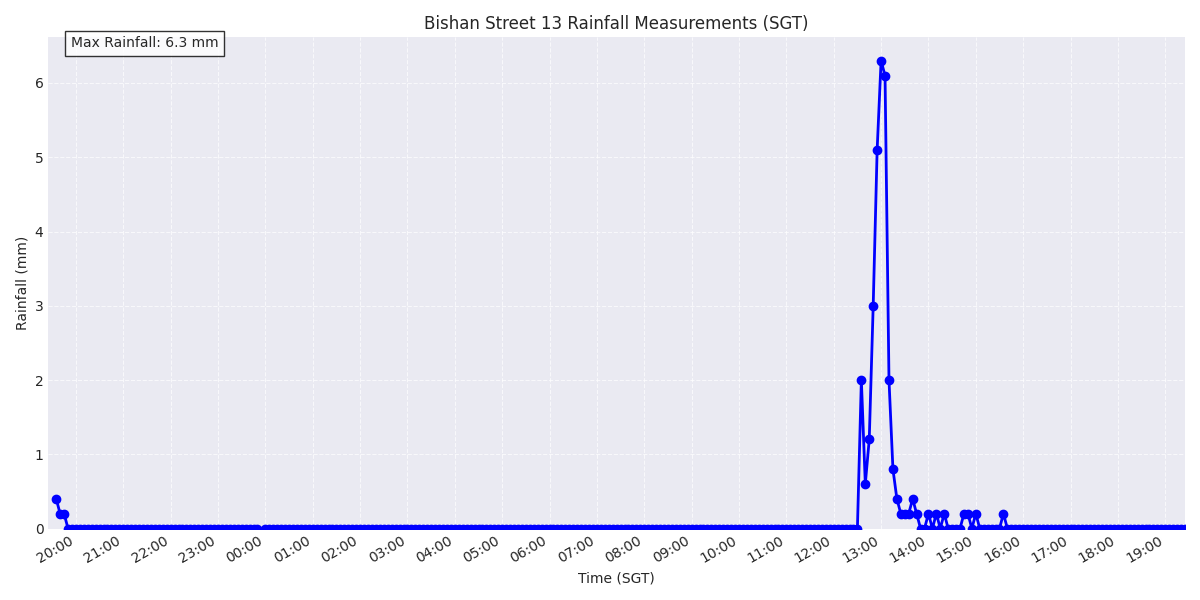 Bishan Street 13 Rainfall Measurements (SGT)
Max Rainfall: 6.3 mm
Rainfall (mm)
6
5
4
3
2
1
0
20:00 21:00 22:00 23:00 00:00 01:00 02:00 03:00 04:00 05:00 06:00 07:00 08:00 09:00 10:00 11:00 12:00 13:00 14:00 15:00 16:00 17:00 18:00 19:00
Time (SGT)